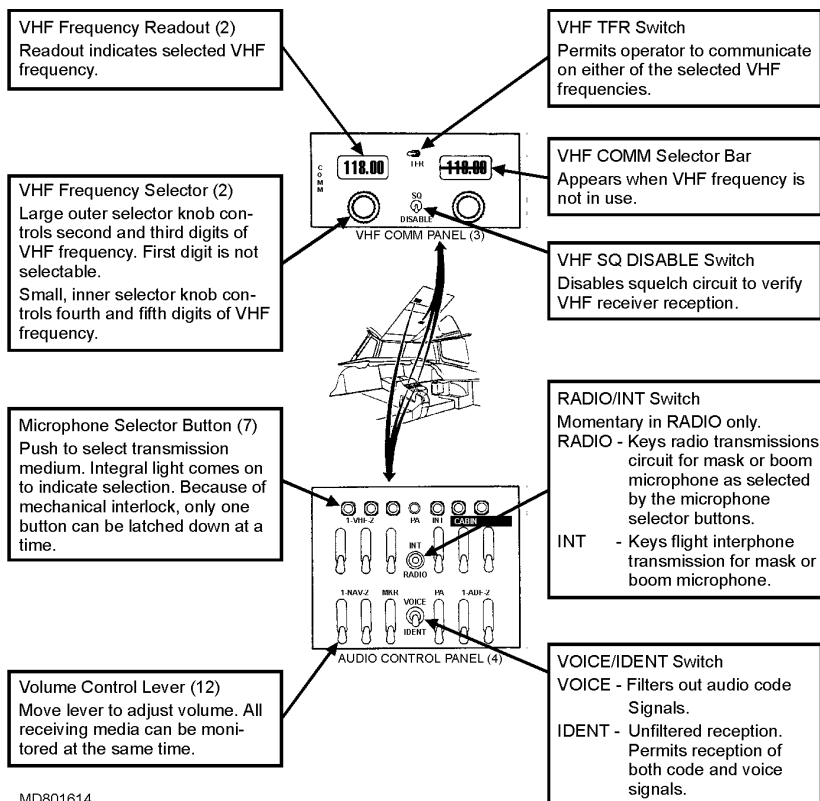 VHF Frequency Readout (2)
Readout indicates selected VHF
frequency.
VHF TFR Switch
Permits operator to communicate
on either of the selected VHF
frequencies.
VHF Frequency Selector (2)
Large outer selector knob con-
trols second and third digits of
VHF frequency. First digit is not
selectable.
Small, inner selector knob con-
trols fourth and fifth digits of VHF
frequency.
COMM
118.00
TFR
118.00
SQ
DISABLE
VHF COMM PANEL (3)
VHF COMM Selector Bar
Appears when VHF frequency is
not in use.
VHF SQ DISABLE Switch
Disables squelch circuit to verify
VHF receiver reception.
Microphone Selector Button (7)
Push to select transmission
medium. Integral light comes on
to indicate selection. Because of
mechanical interlock, only one
button can be latched down at a
time.
RADIO/INT Switch
Momentary in RADIO only.
RADIO - Keys radio transmissions
circuit for mask or boom
microphone as selected
by the microphone
selector buttons.
INT - Keys flight interphone
transmission for mask or
boom microphone.
1-VHF-2 PA INT CABIN
INT
RADIO
1-NAV-2 MKR VOICE PA 1-ADF-2
IDENT
AUDIO CONTROL PANEL (4)
Volume Control Lever (12)
Move lever to adjust volume. All
receiving media can be moni-
tored at the same time.
VOICE/IDENT Switch
VOICE - Filters out audio code
Signals.
IDENT - Unfiltered reception.
Permits reception of
both code and voice
signals.
MD801614